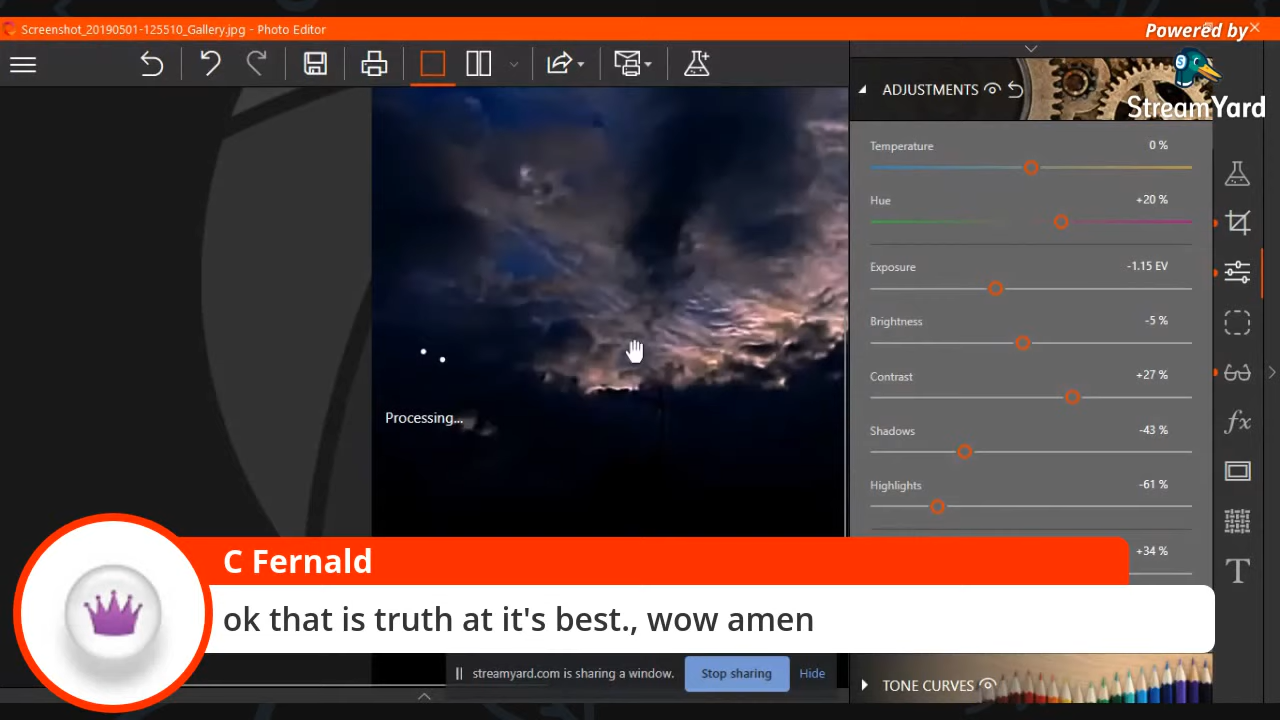 Screenshot_20190501-125510_Gallery.jpg - Photo Editor
Powered by
StreamYard
ADJUSTMENTS
Temperature 0 %
Hue +20 %
Exposure -1.15 EV
Brightness -5 %
Contrast +27 %
Shadows -43 %
Highlights -61 %
+34 %
Processing...
fx
T
C Fernald
ok that is truth at it's best., wow amen
streamyard.com is sharing a window. Stop sharing Hide
TONE CURVES